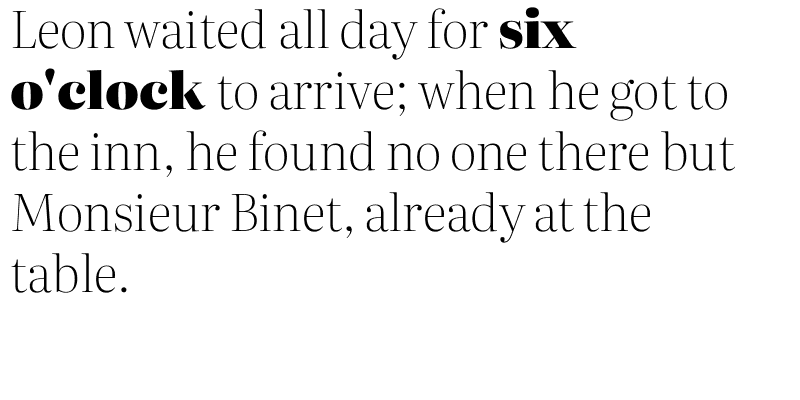 Leon waited all day for six
o'clock to arrive; when he got to
the inn, he found no one there but
Monsieur Binet, already at the
table.